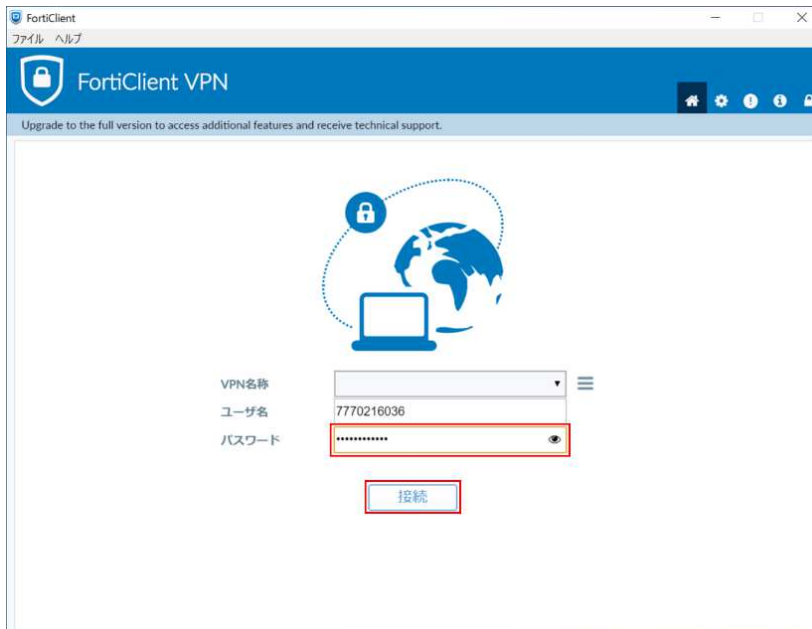 FortiClient
ファイル ヘルプ
FortiClient VPN
Upgrade to the full version to access additional features and receive technical support.
VPN名称
ユーザ名 7770216036
パスワード ••••••••••••
接続